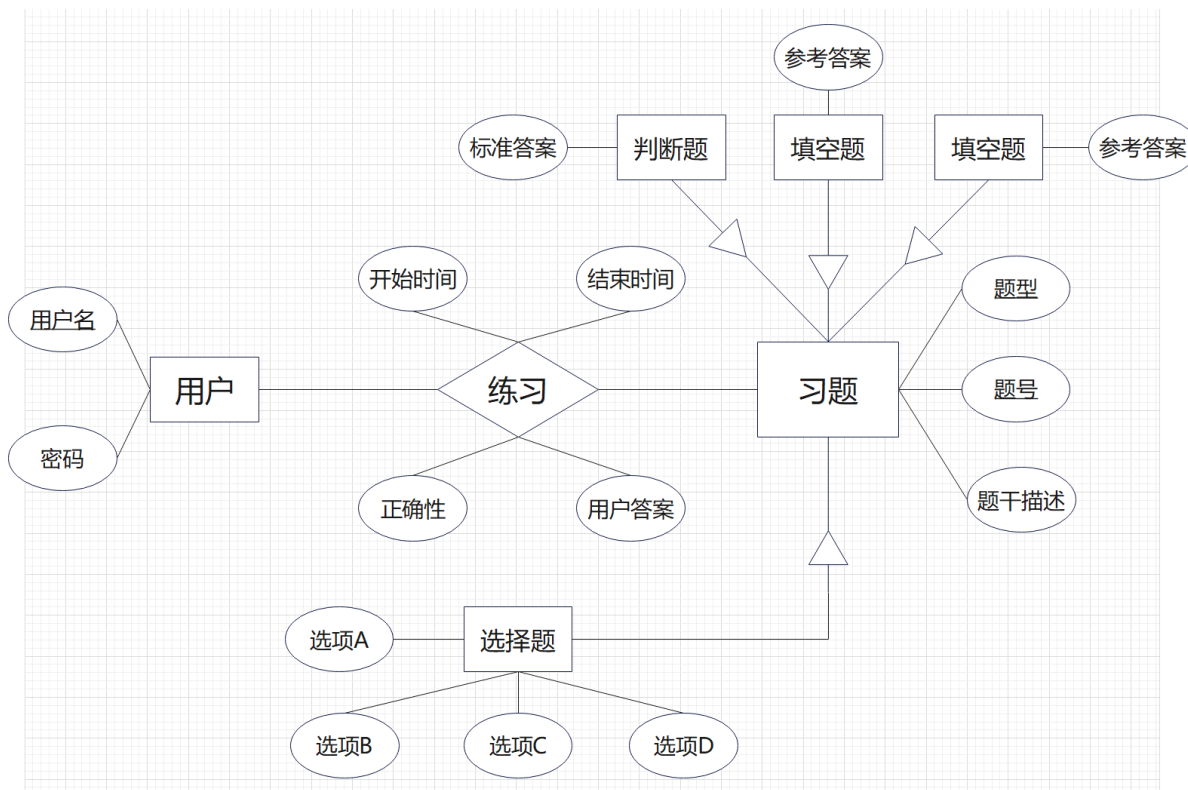 参考答案
标准答案
判断题
填空题
填空题
参考答案
开始时间
结束时间
题型
用户名
用户
练习
习题
题号
密码
正确性
用户答案
题干描述
选项A
选择题
选项B
选项C
选项D